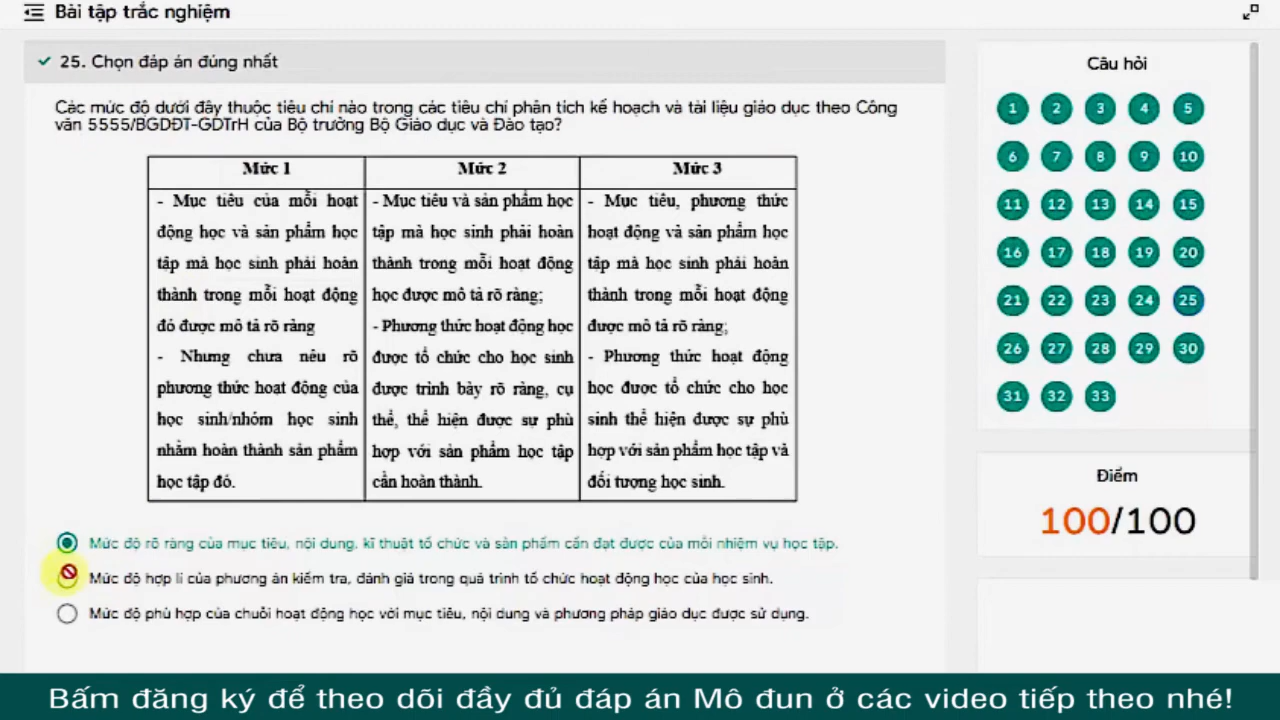 Bài tập trắc nghiệm
25. Chọn đáp án đúng nhất
Các mức độ dưới đây thuộc tiêu chí nào trong các tiêu chí phân tích kế hoạch và tài liệu giáo dục theo Công
văn 5555/BGDĐT-GDTrH của Bộ trưởng Bộ Giáo dục và Đào tạo?
Mức 1
- Mục tiêu của mỗi hoạt
động học và sản phẩm học
tập mà học sinh phải hoàn
thành trong mỗi hoạt động
đó được mô tả rõ ràng
- Nhưng chưa nêu rõ
phương thức hoạt động của
học sinh/nhóm học sinh
nhằm hoàn thành sản phẩm
học tập đó.
Mức 2
- Mục tiêu và sản phẩm học
tập mà học sinh phải hoàn
thành trong mỗi hoạt động
học được mô tả rõ ràng;
- Phương thức hoạt động học
được tổ chức cho học sinh
được trình bày rõ ràng, cụ
thể, thể hiện được sự phù
hợp với sản phẩm học tập
cần hoàn thành.
Mức 3
- Mục tiêu, phương thức
hoạt động và sản phẩm học
tập mà học sinh phải hoàn
thành trong mỗi hoạt động
được mô tả rõ ràng;
- Phương thức hoạt động
học được tổ chức cho học
sinh thể hiện được sự phù
hợp với sản phẩm học tập và
đối tượng học sinh.
Mức độ rõ ràng của mục tiêu, nội dung, kĩ thuật tổ chức và sản phẩm cần đạt được của mỗi nhiệm vụ học tập.
Mức độ hợp lí của phương án kiểm tra, đánh giá trong quá trình tổ chức hoạt động học của học sinh.
Mức độ phù hợp của chuỗi hoạt động học với mục tiêu, nội dung và phương pháp giáo dục được sử dụng.
Câu hỏi
1 2 3 4 5
6 7 8 9 10
11 12 13 14 15
16 17 18 19 20
21 22 23 24 25
26 27 28 29 30
31 32 33
Điểm
100/100
Bấm đăng ký để theo dõi đầy đủ đáp án Mô đun ở các video tiếp theo nhé!